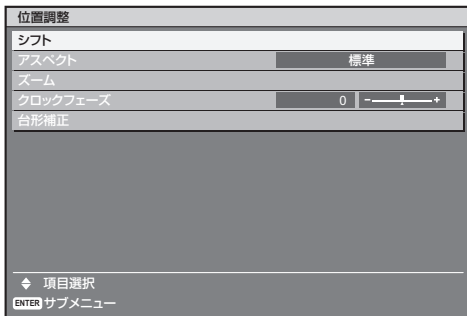 位置調整
シフト
アスペクト 標準
ズーム
クロックフェーズ 0 - +
台形補正
項目選択
ENTER サブメニュー